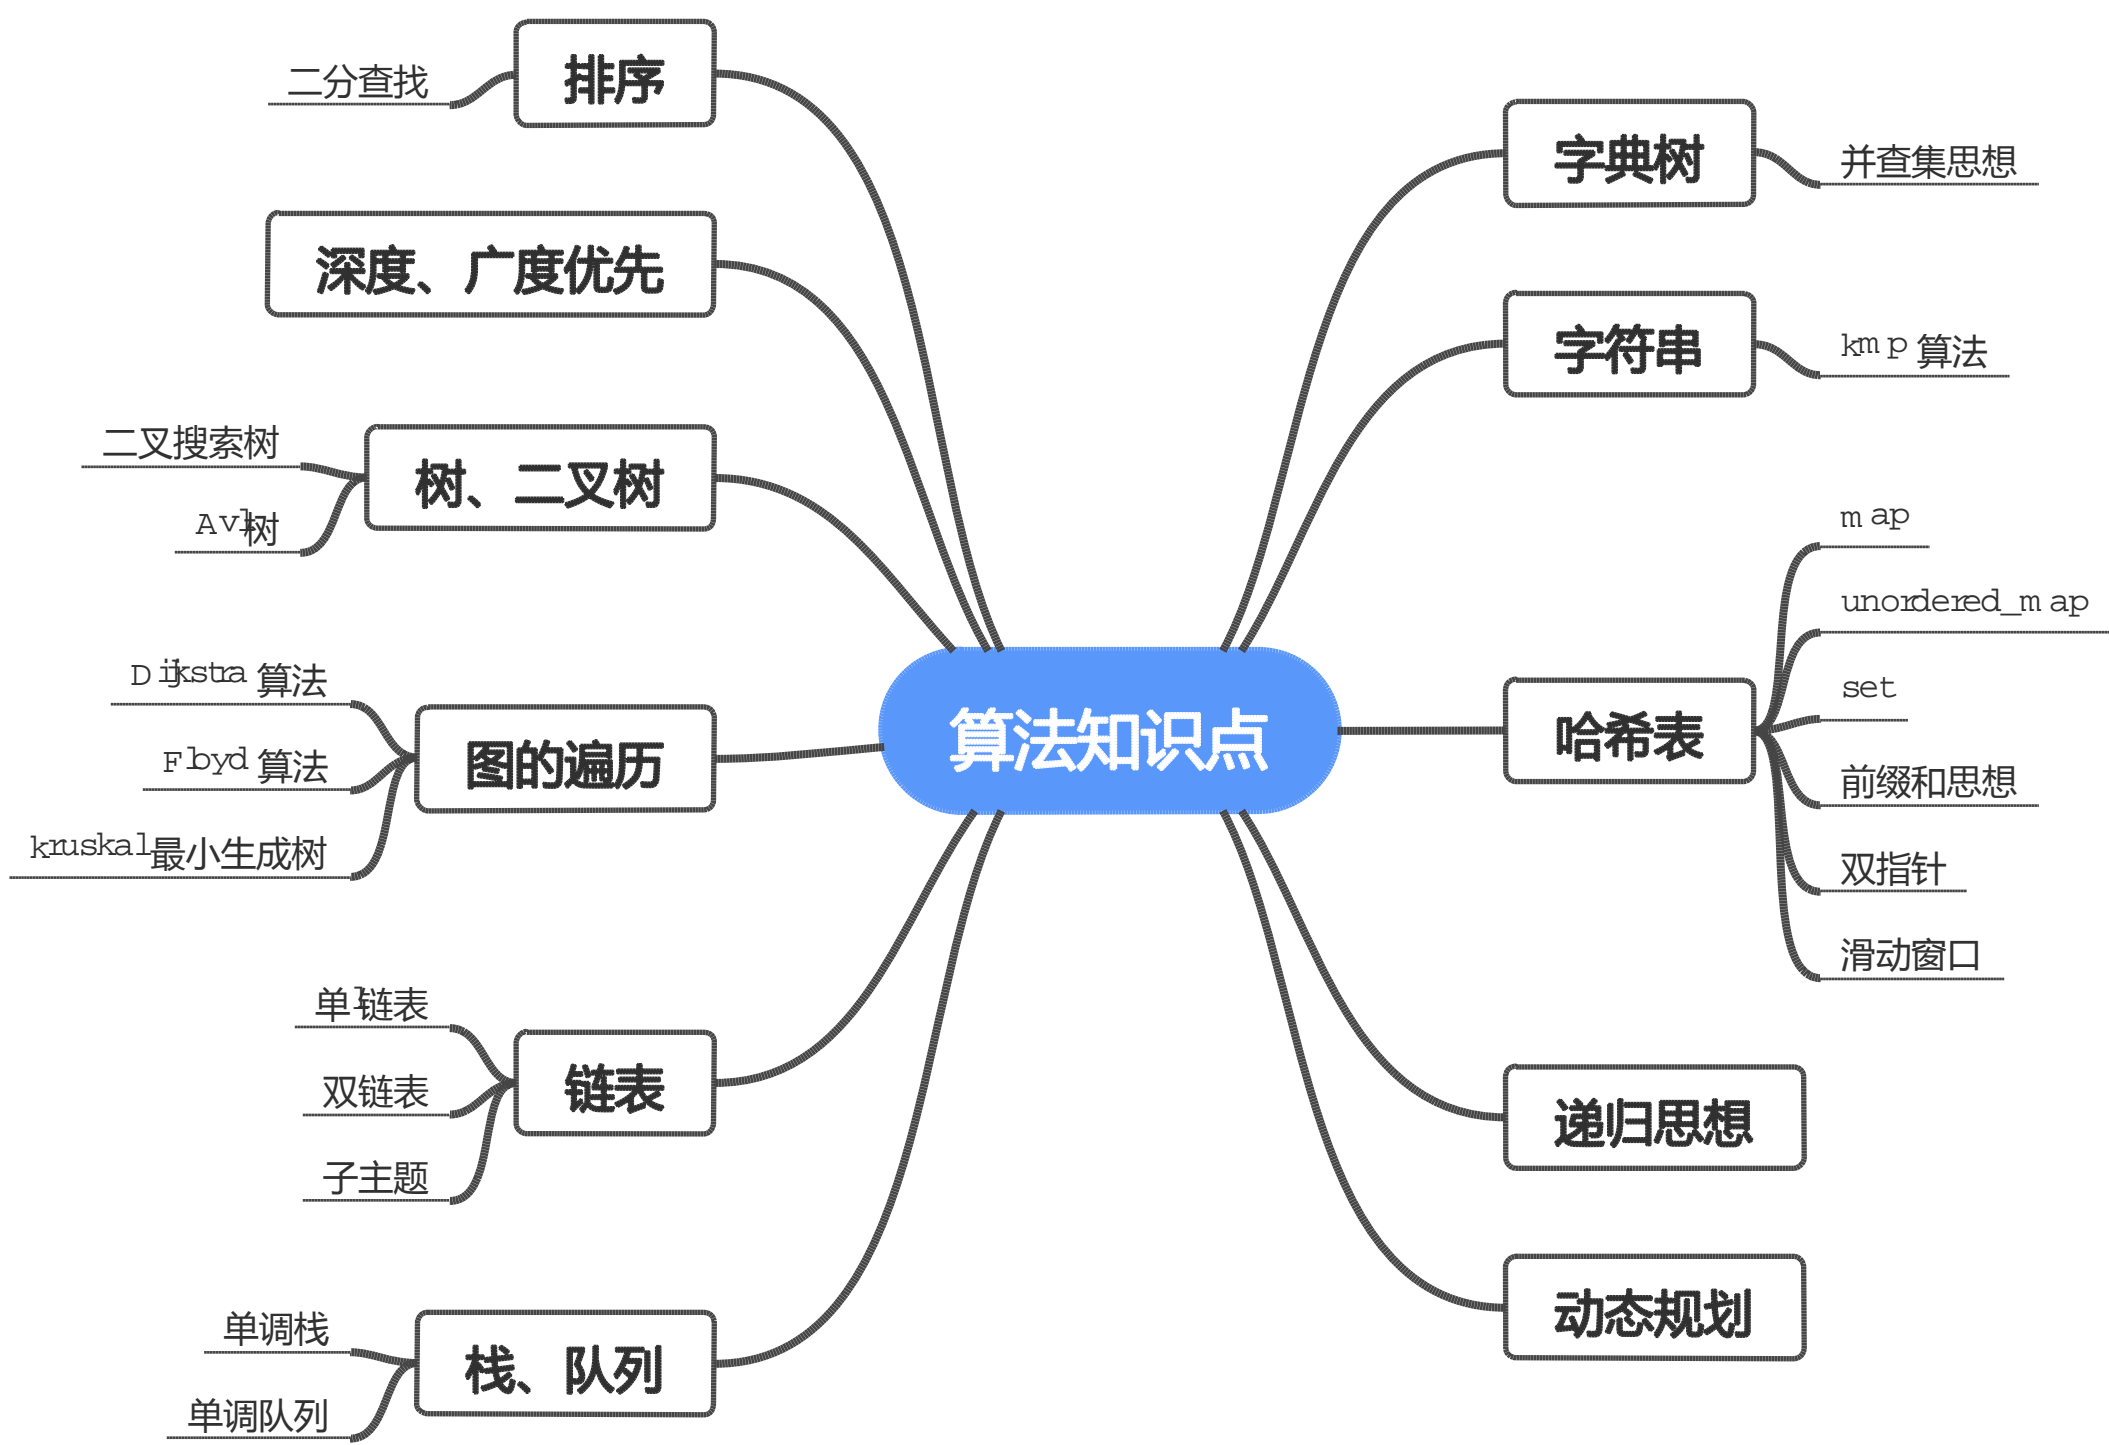 算法知识点
排序
二分查找
深度、广度优先
树、二叉树
二叉搜索树
Avl树
图的遍历
Dijkstra 算法
Floyd 算法
kruskal最小生成树
链表
单l链表
双链表
子主题
栈、队列
单调栈
单调队列
字典树
并查集思想
字符串
kmp 算法
哈希表
map
unordered_map
set
前缀和思想
双指针
滑动窗口
递归思想
动态规划